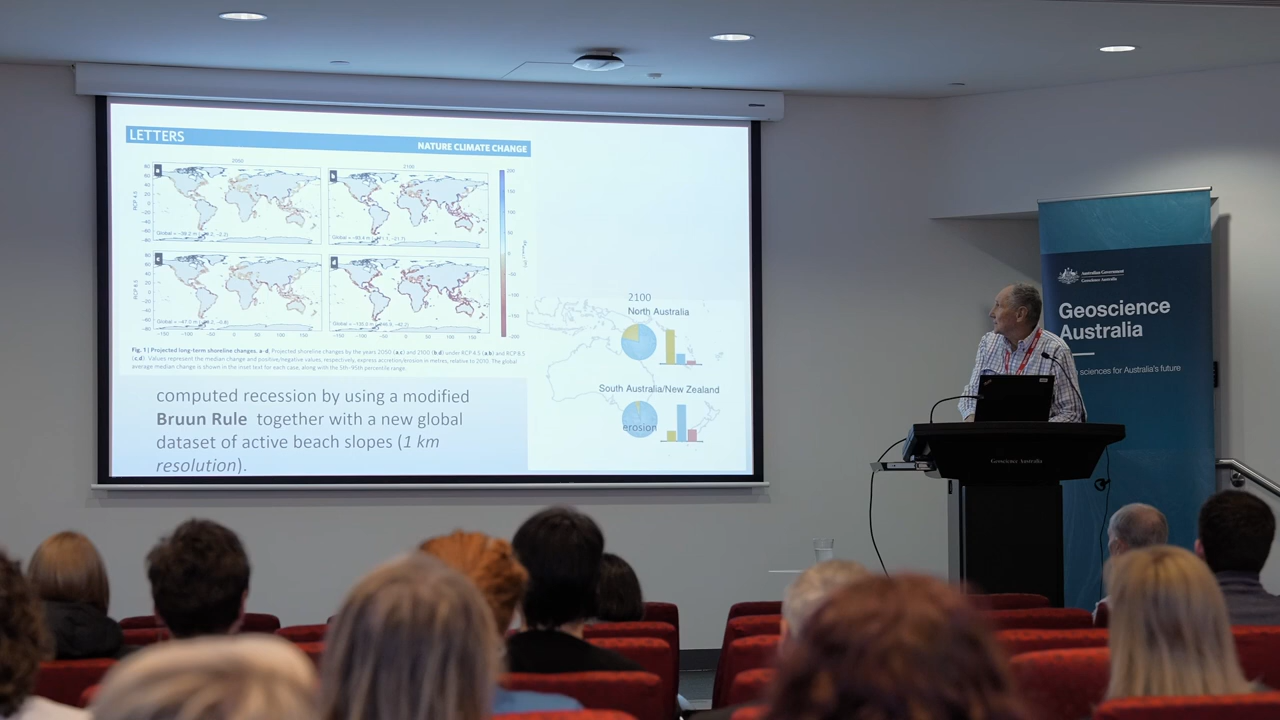 LETTERS
NATURE CLIMATE CHANGE
2050
2100
RCP 4.5
RCP 8.5
Fig. 1 | Projected long-term shoreline changes. a-d, Projected shoreline changes by the years 2050 (a,c) and 2100 (b,d) under RCP 4.5 (a,b) and RCP 8.5
(c,d). Values represent the median change and positive/negative values, respectively, express accretion/erosion in metres, relative to 2010. The global
average median change is shown in the inset text for each case, along with the 5th-95th percentile range.
computed recession by using a modified
Bruun Rule together with a new global
dataset of active beach slopes (1 km
resolution).
2100
North Australia
South Australia/New Zealand
erosion
Australian Government
Geoscience Australia
Geoscience
Australia
sciences for Australia's future
Geoscience Australia